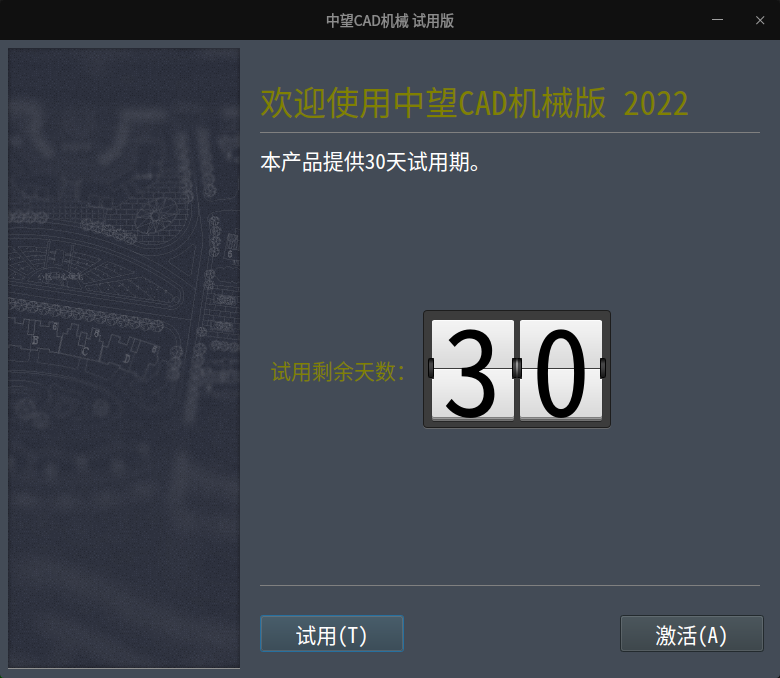 中望CAD机械 试用版
欢迎使用中望CAD机械版 2022
本产品提供30天试用期。
试用剩余天数：
30
试用(T)
激活(A)
B
C
D